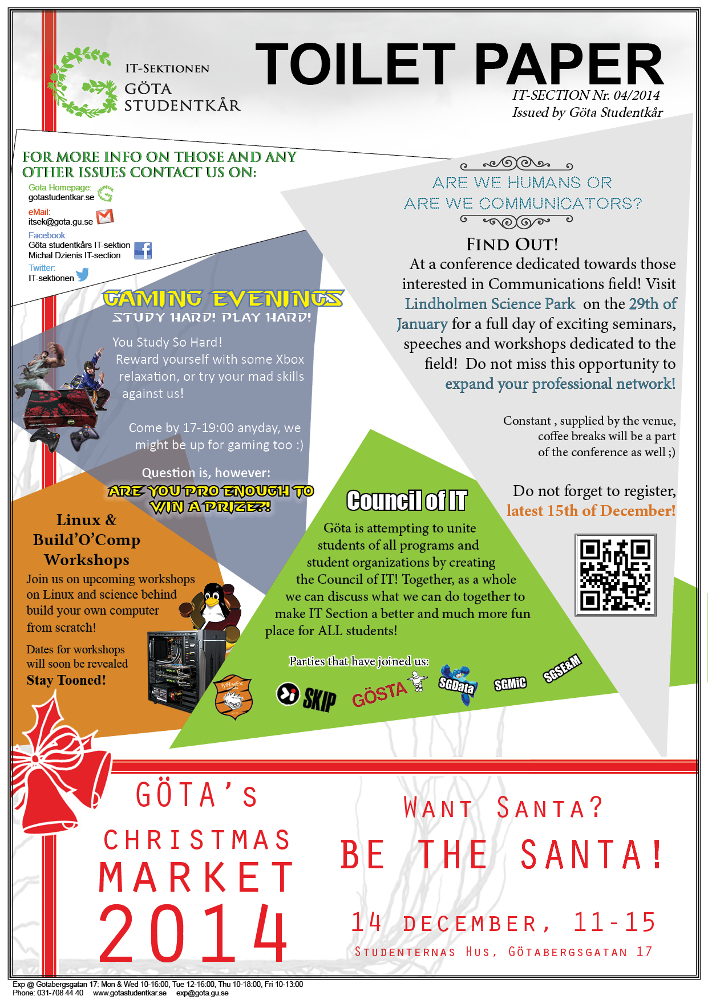 IT-SEKTIONEN
GÖTA
STUDENTKÅR
TOILET PAPER
IT-SECTION Nr. 04/2014
Issued by Göta Studentkår
FOR MORE INFO ON THOSE AND ANY
OTHER ISSUES CONTACT US ON:
Gota Homepage:
gotastudentkar.se
eMail:
itsek@gota.gu.se
Facebook
Göta studentkårs IT-sektion
Michal Dzienis IT-section
Twitter:
IT-sektionen
ARE WE HUMANS OR
ARE WE COMMUNICATORS?
FIND OUT!
At a conference dedicated towards those
interested in Communications field! Visit
Lindholmen Science Park on the 29th of
January for a full day of exciting seminars,
speeches and workshops dedicated to the
field! Do not miss this opportunity to
expand your professional network!
Constant , supplied by the venue,
coffee breaks will be a part
of the conference as well ;)
Do not forget to register,
latest 15th of December!
GAMING EVENINGS
STUDY HARD! PLAY HARD!
You Study So Hard!
Reward yourself with some Xbox
relaxation, or try your mad skills
against us!
Come by 17-19:00 anyday, we
might be up for gaming too :)
Question is, however:
ARE YOU PRO ENOUGH TO
WIN A PRIZE?!
Linux &
Build'O'Comp
Workshops
Join us on upcoming workshops
on Linux and science behind
build your own computer
from scratch!
Dates for workshops
will soon be revealed
Stay Tooned!
Council of IT
Göta is attempting to unite
students of all programs and
student organizations by creating
the Council of IT! Together, as a whole
we can discuss what we can do together to
make IT Section a better and much more fun
place for ALL students!
Parties that have joined us:
SKIP
GÖSTA
SGData
SGMiC
SGSE&M
GÖTA's
CHRISTMAS
MARKET
2014
WANT SANTA?
BE THE SANTA!
14 DECEMBER, 11-15
STUDENTERNAS HUS, GÖTABERGSGATAN 17
Exp @ Gotabergsgatan 17: Mon & Wed 10-16:00, Tue 12-16:00, Thu 10-18:00, Fri 10-13:00
Phone: 031-708 44 40 www.gotastudentkar.se exp@gota.gu.se